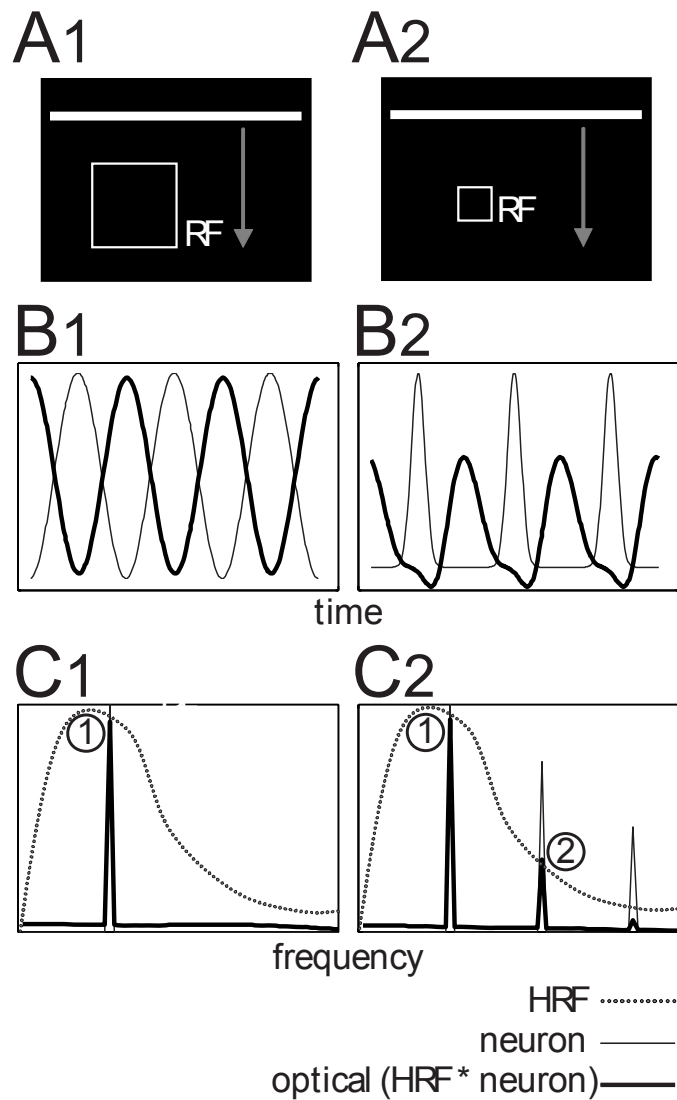 A1 A2
RF RF
B1 B2
time
C1 C2
1 1 2
frequency
HRF
neuron
optical (HRF * neuron)